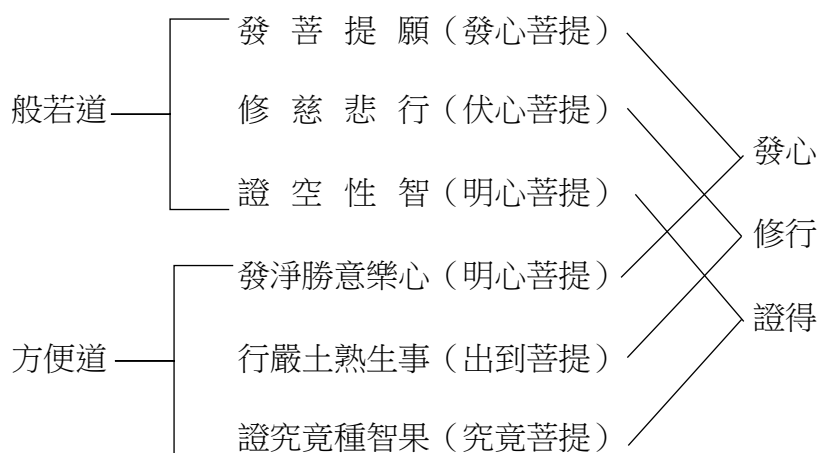 發菩提願（發心菩提）
般若道 修慈悲行（伏心菩提）
發心
證空性智（明心菩提）
修行
發淨勝意樂心（明心菩提）
證得
方便道 行嚴土熟生事（出到菩提）
證究竟種智果（究竟菩提）